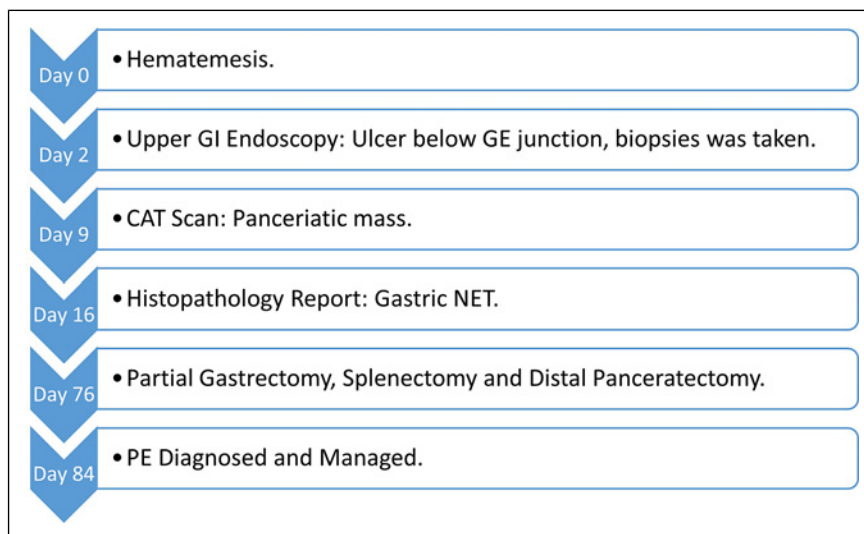 Day 0
• Hematemesis.
Day 2
• Upper GI Endoscopy: Ulcer below GE junction, biopsies was taken.
Day 9
• CAT Scan: Panceriatic mass.
Day 16
• Histopathology Report: Gastric NET.
Day 76
• Partial Gastrectomy, Splenectomy and Distal Panceratectomy.
Day 84
• PE Diagnosed and Managed.